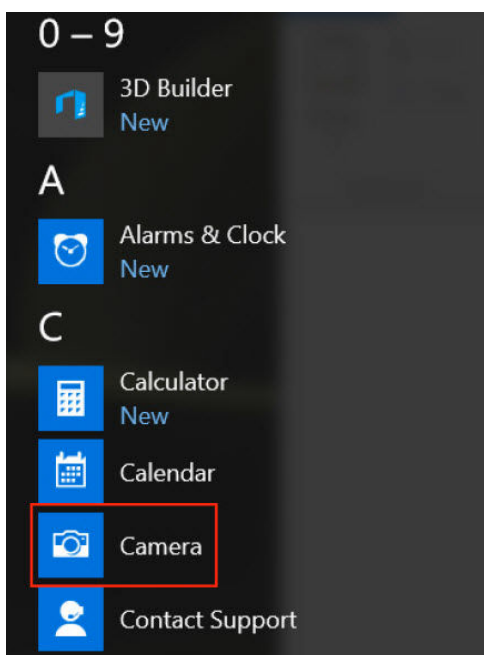 0 – 9
3D Builder
New
A
Alarms & Clock
New
C
Calculator
New
Calendar
Camera
Contact Support